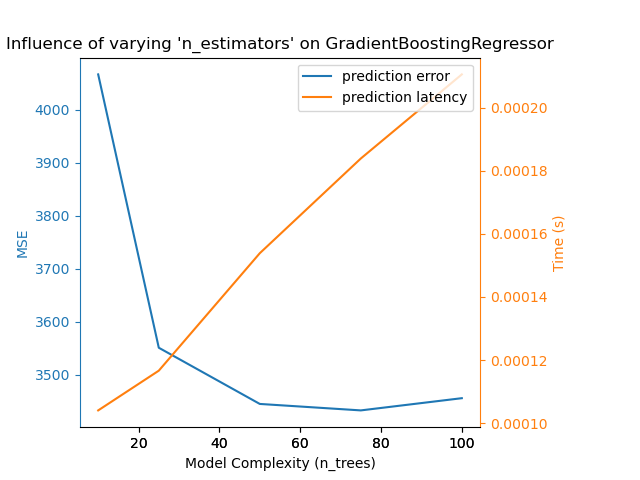 Influence of varying 'n_estimators' on GradientBoostingRegressor
prediction error
prediction latency
4000
3900
3800
3700
3600
3500
MSE
0.00020
0.00018
0.00016
0.00014
0.00012
0.00010
Time (s)
20 40 60 80 100
Model Complexity (n_trees)